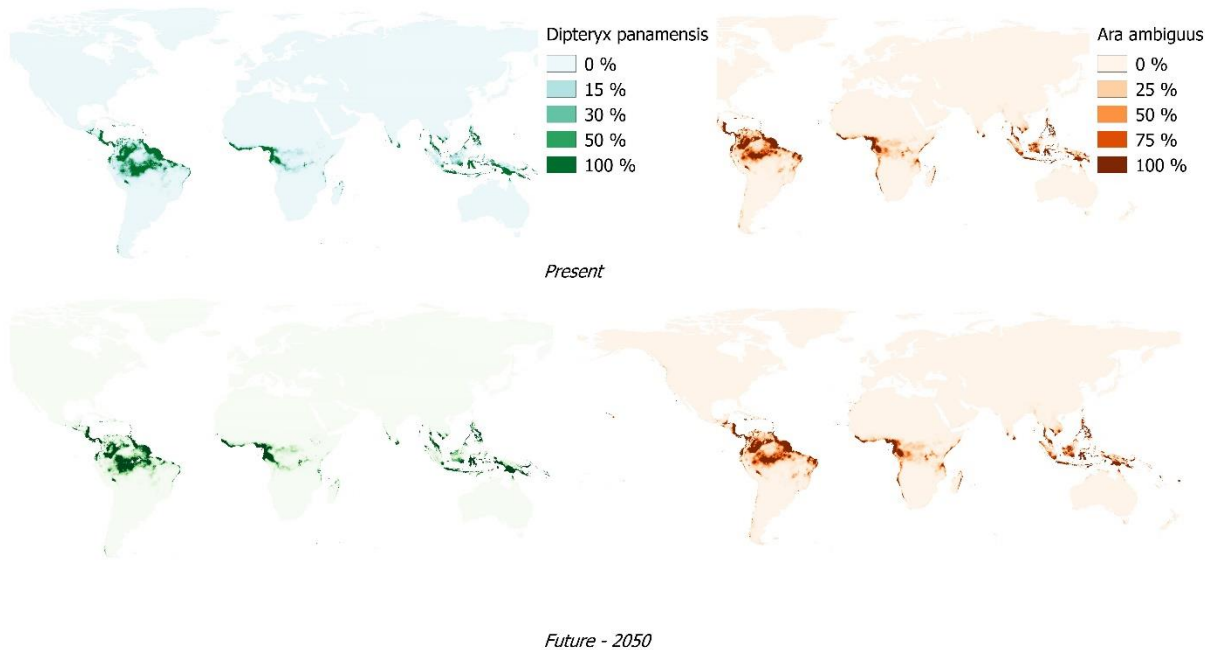 Dipteryx panamensis
0 %
15 %
30 %
50 %
100 %
Ara ambiguus
0 %
25 %
50 %
75 %
100 %
Present
Future - 2050